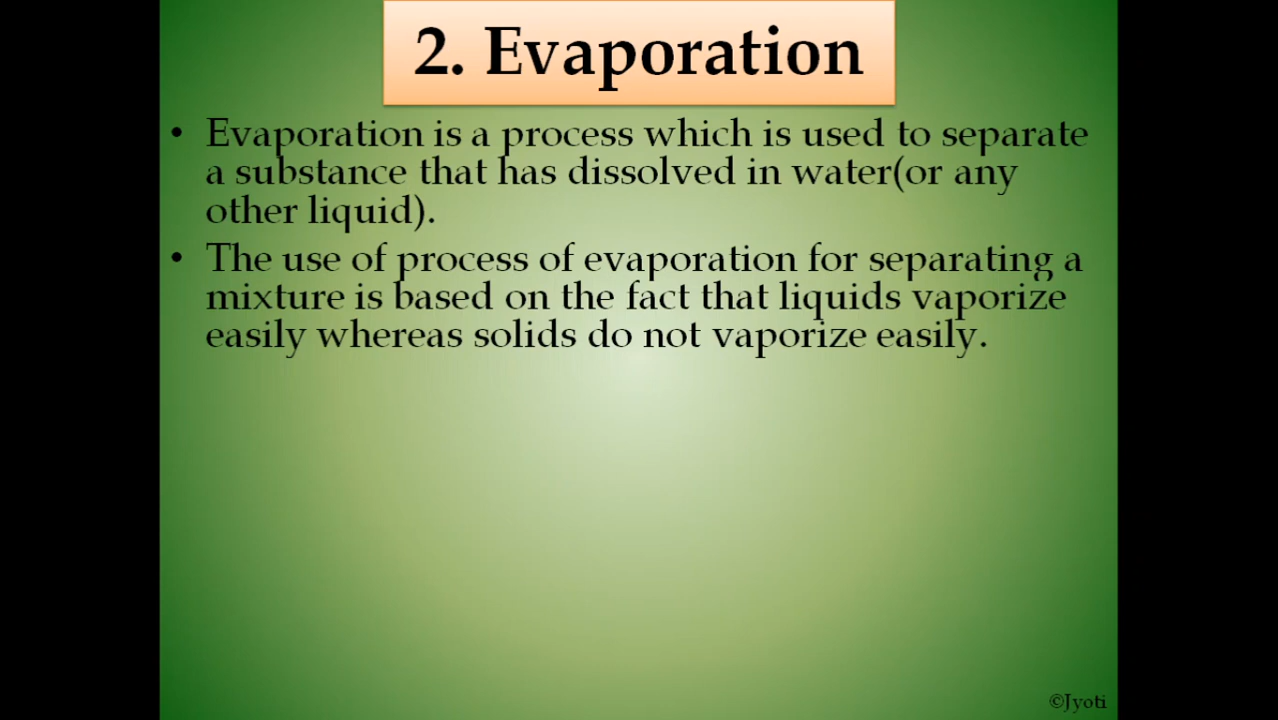 2. Evaporation
• Evaporation is a process which is used to separate
a substance that has dissolved in water(or any
other liquid).
• The use of process of evaporation for separating a
mixture is based on the fact that liquids vaporize
easily whereas solids do not vaporize easily.
©Jyoti